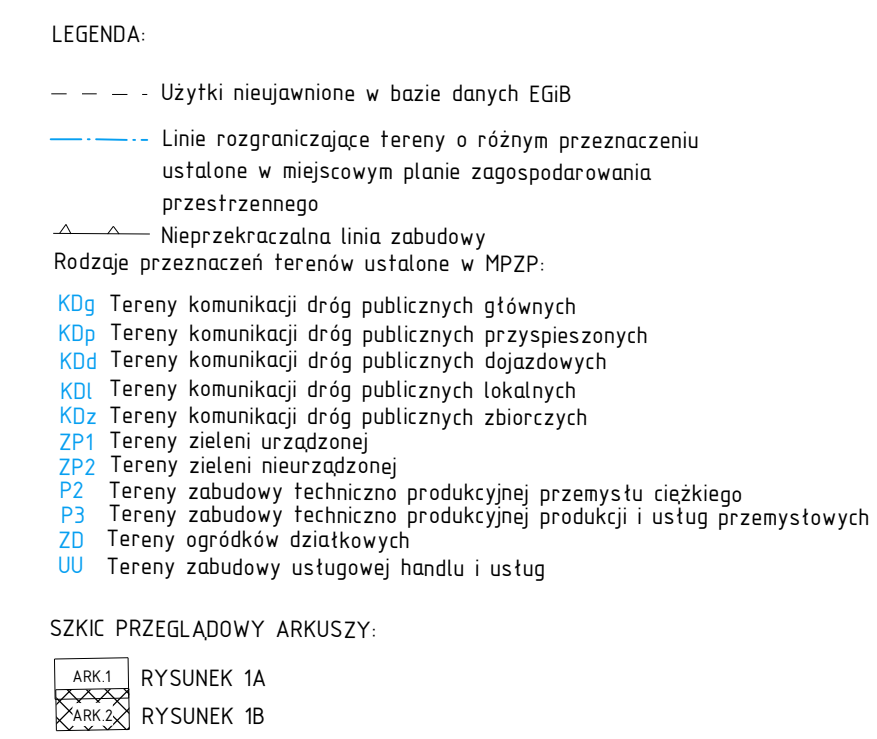 LEGENDA:
Użytki nieujawnione w bazie danych EGiB
Linie rozgraniczające tereny o różnym przeznaczeniu
ustalone w miejscowym planie zagospodarowania
przestrzennego
Nieprzekraczalna linia zabudowy
Rodzaje przeznaczeń terenów ustalone w MPZP:
KDg Tereny komunikacji dróg publicznych głównych
KDp Tereny komunikacji dróg publicznych przyspieszonych
KDd Tereny komunikacji dróg publicznych dojazdowych
KDl Tereny komunikacji dróg publicznych lokalnych
KDz Tereny komunikacji dróg publicznych zbiorczych
ZP1 Tereny zieleni urządzonej
ZP2 Tereny zieleni nieurządzonej
P2 Tereny zabudowy techniczno produkcyjnej przemysłu ciężkiego
P3 Tereny zabudowy techniczno produkcyjnej produkcji i usług przemysłowych
ZD Tereny ogródków działkowych
UU Tereny zabudowy usługowej handlu i usług
SZKIC PRZEGLĄDOWY ARKUSZY:
ARK.1 RYSUNEK 1A
ARK.2 RYSUNEK 1B